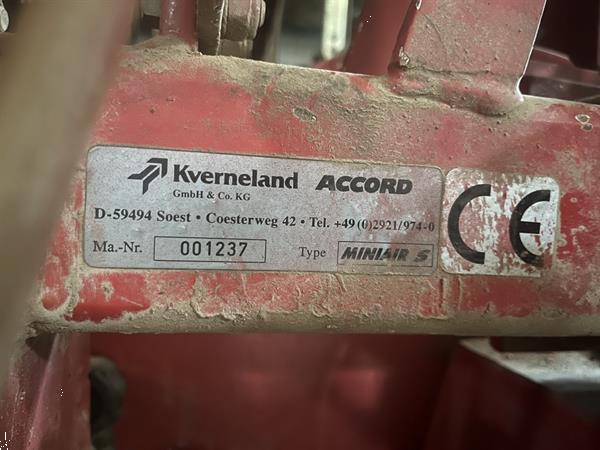 Kverneland ACCORD
GmbH & Co. KG
D-59494 Soest • Coesterweg 42 • Tel. +49 (0)2921/974-0
Ma.-Nr. 001237 Type MINIAIR S
CE